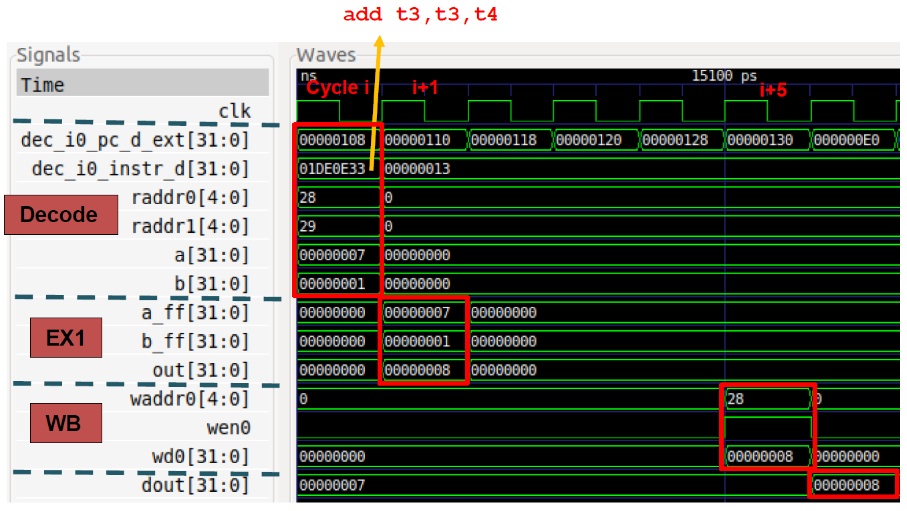 add t3,t3,t4
Signals
Waves
Time
ns
15100 ps
Cycle i
i+1
i+5
clk
dec_i0_pc_d_ext[31:0]
00000108 00000110 00000118 00000120 00000128 00000130 000000E0
dec_i0_instr_d[31:0]
01DE0E33 00000013
Decode
raddr0[4:0]
28 0
raddr1[4:0]
29 0
a[31:0]
00000007 00000000
b[31:0]
00000001 00000000
a_ff[31:0]
00000000 00000007 00000000
EX1
b_ff[31:0]
00000000 00000001 00000000
out[31:0]
00000000 00000008 00000000
waddr0[4:0]
0 28 0
WB
wen0
wd0[31:0]
00000000 00000008 00000000
dout[31:0]
00000007 00000008